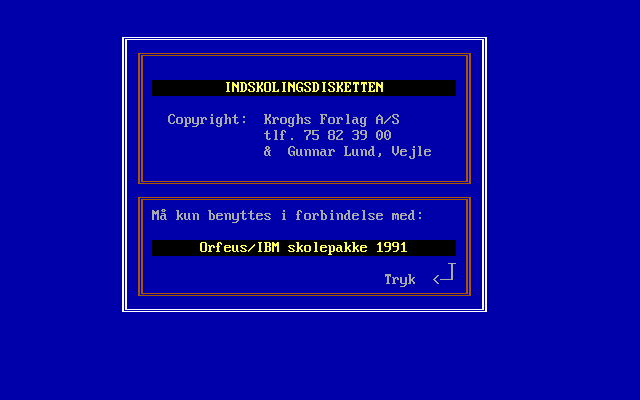 INDSKOLINGSDISKETTEN
Copyright: Kroghs Forlag A/S
tlf. 75 82 39 00
& Gunnar Lund, Vejle
Må kun benyttes i forbindelse med:
Orfeus/IBM skolepakke 1991
Tryk <─┘